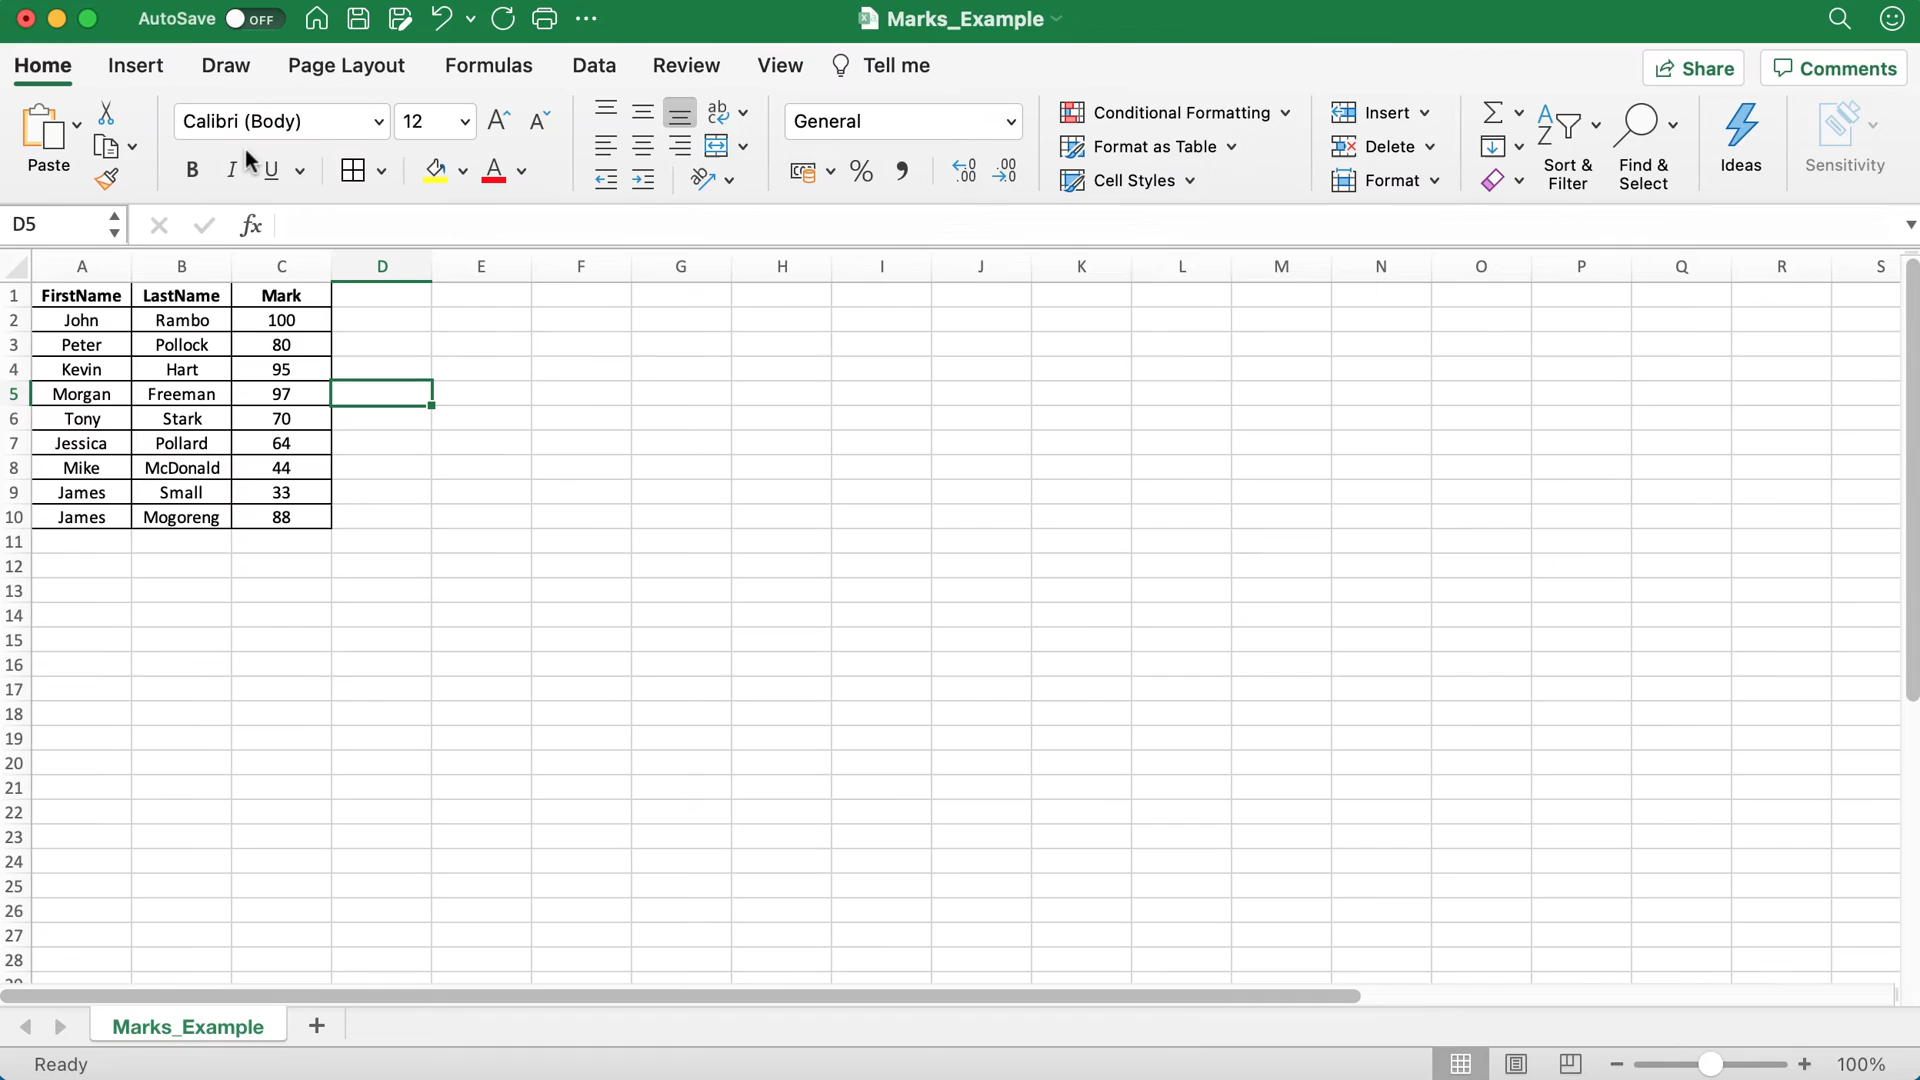 AutoSave OFF Marks_Example
Home Insert Draw Page Layout Formulas Data Review View Tell me Share Comments
Paste Calibri (Body) 12 General Conditional Formatting Format as Table Cell Styles Insert Delete Format Sort & Filter Find & Select Ideas Sensitivity
D5 fx
A B C D E F G H I J K L M N O P Q R S
1 FirstName LastName Mark
2 John Rambo 100
3 Peter Pollock 80
4 Kevin Hart 95
5 Morgan Freeman 97
6 Tony Stark 70
7 Jessica Pollard 64
8 Mike McDonald 44
9 James Small 33
10 James Mogoreng 88
11
12
13
14
15
16
17
18
19
20
21
22
23
24
25
26
27
28
Marks_Example
Ready 100%